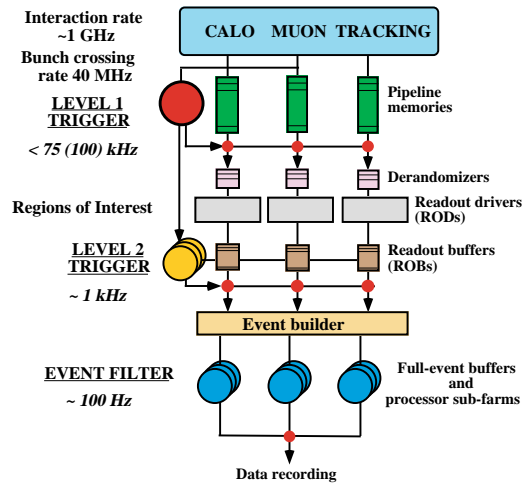 Interaction rate
~1 GHz
CALO MUON TRACKING
Bunch crossing
rate 40 MHz
LEVEL 1
TRIGGER
< 75 (100) kHz
Pipeline
memories
Derandomizers
Regions of Interest
Readout drivers
(RODs)
LEVEL 2
TRIGGER
~ 1 kHz
Readout buffers
(ROBs)
Event builder
EVENT FILTER
~ 100 Hz
Full-event buffers
and
processor sub-farms
Data recording